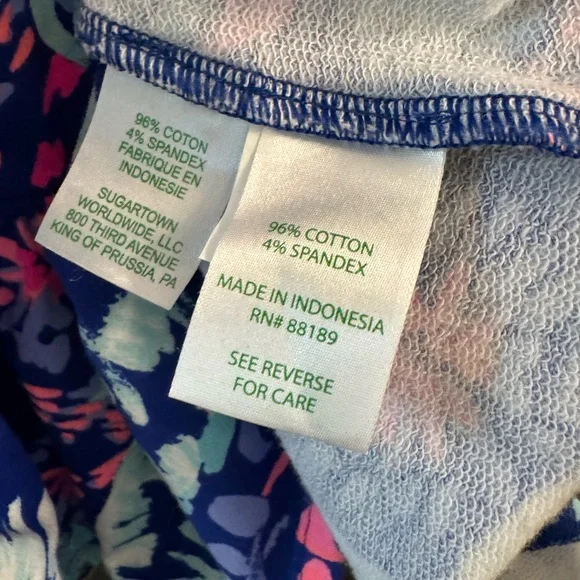 96% COTTON
4% SPANDEX
FABRIQUE EN
INDONESIE
SUGARTOWN
WORLDWIDE, LLC
800 THIRD AVENUE
KING OF PRUSSIA, PA
96% COTTON
4% SPANDEX
MADE IN INDONESIA
RN# 88189
SEE REVERSE
FOR CARE